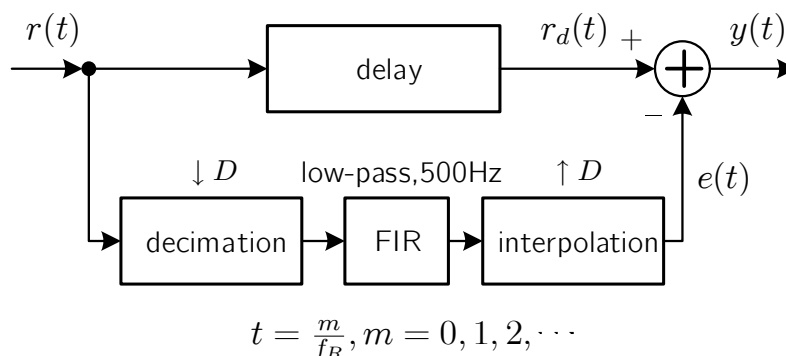 r(t)
r_d(t)
+
y(t)
delay
−
↓ D
low-pass,500Hz
↑ D
e(t)
decimation
FIR
interpolation
t = m/f_R, m = 0, 1, 2, ···